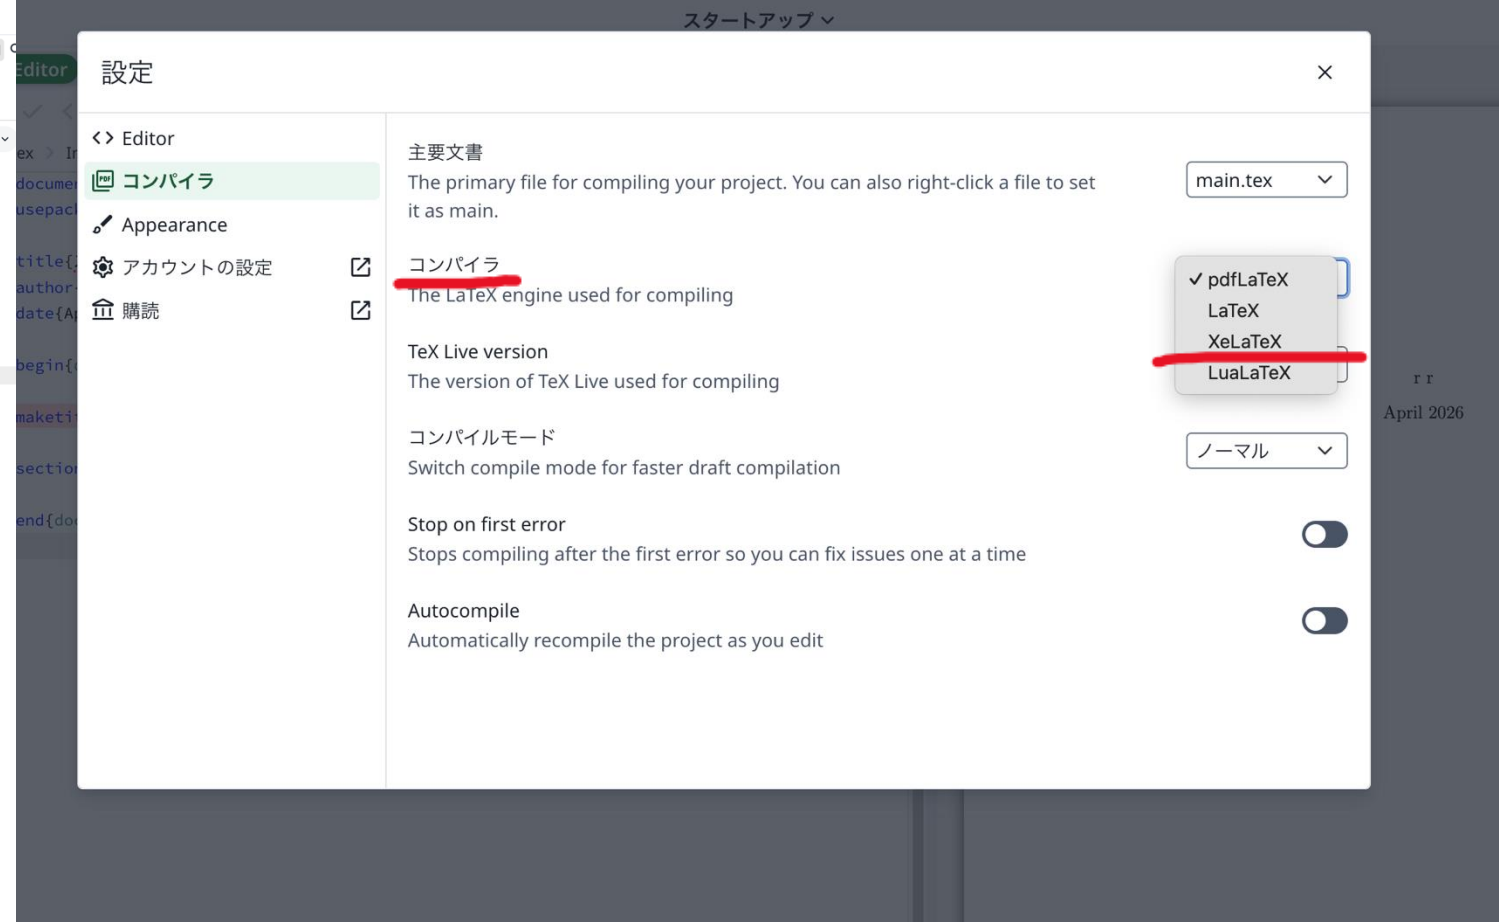 スタートアップ
Editor
設定
Editor
コンパイラ
Appearance
アカウントの設定
購読
主要文書
The primary file for compiling your project. You can also right-click a file to set
it as main.
main.tex
コンパイラ
The LaTeX engine used for compiling
pdfLaTeX
LaTeX
XeLaTeX
LuaLaTeX
TeX Live version
The version of TeX Live used for compiling
コンパイルモード
Switch compile mode for faster draft compilation
ノーマル
Stop on first error
Stops compiling after the first error so you can fix issues one at a time
Autocompile
Automatically recompile the project as you edit
r r
April 2026